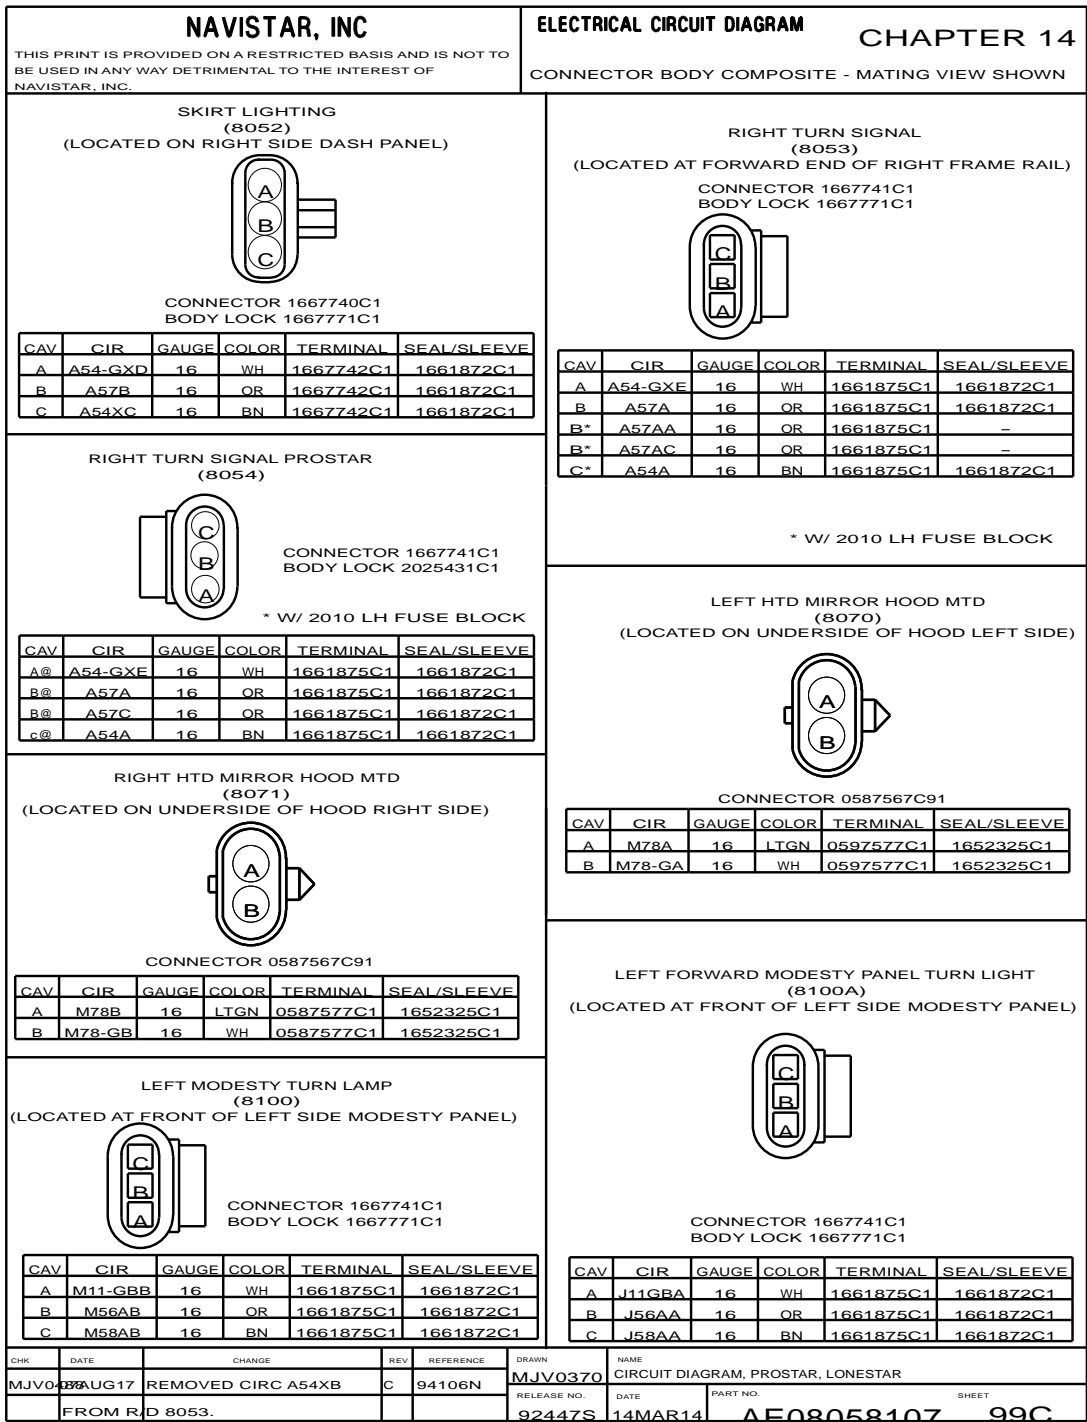 NAVISTAR, INC
THIS PRINT IS PROVIDED ON A RESTRICTED BASIS AND IS NOT TO
BE USED IN ANY WAY DETRIMENTAL TO THE INTEREST OF
NAVISTAR, INC.
ELECTRICAL CIRCUIT DIAGRAM
CHAPTER 14
CONNECTOR BODY COMPOSITE - MATING VIEW SHOWN
SKIRT LIGHTING
(8052)
(LOCATED ON RIGHT SIDE DASH PANEL)
A
B
C
CONNECTOR 1667740C1
BODY LOCK 1667771C1
CAV CIR GAUGE COLOR TERMINAL SEAL/SLEEVE
A A54-GXD 16 WH 1667742C1 1661872C1
B A57B 16 OR 1667742C1 1661872C1
C A54XC 16 BN 1667742C1 1661872C1
RIGHT TURN SIGNAL
(8053)
(LOCATED AT FORWARD END OF RIGHT FRAME RAIL)
CONNECTOR 1667741C1
BODY LOCK 1667771C1
C
B
A
CAV CIR GAUGE COLOR TERMINAL SEAL/SLEEVE
A A54-GXE 16 WH 1661875C1 1661872C1
B A57A 16 OR 1661875C1 1661872C1
B* A57AA 16 OR 1661875C1 –
B* A57AC 16 OR 1661875C1 –
C* A54A 16 BN 1661875C1 1661872C1
* W/ 2010 LH FUSE BLOCK
RIGHT TURN SIGNAL PROSTAR
(8054)
C
B
A
CONNECTOR 1667741C1
BODY LOCK 2025431C1
* W/ 2010 LH FUSE BLOCK
CAV CIR GAUGE COLOR TERMINAL SEAL/SLEEVE
A@ A54-GXE 16 WH 1661875C1 1661872C1
B@ A57A 16 OR 1661875C1 1661872C1
B@ A57C 16 OR 1661875C1 1661872C1
c@ A54A 16 BN 1661875C1 1661872C1
LEFT HTD MIRROR HOOD MTD
(8070)
(LOCATED ON UNDERSIDE OF HOOD LEFT SIDE)
A
B
CONNECTOR 0587567C91
CAV CIR GAUGE COLOR TERMINAL SEAL/SLEEVE
A M78A 16 LTGN 0597577C1 1652325C1
B M78-GA 16 WH 0597577C1 1652325C1
RIGHT HTD MIRROR HOOD MTD
(8071)
(LOCATED ON UNDERSIDE OF HOOD RIGHT SIDE)
A
B
CONNECTOR 0587567C91
CAV CIR GAUGE COLOR TERMINAL SEAL/SLEEVE
A M78B 16 LTGN 0587577C1 1652325C1
B M78-GB 16 WH 0587577C1 1652325C1
LEFT FORWARD MODESTY PANEL TURN LIGHT
(8100A)
(LOCATED AT FRONT OF LEFT SIDE MODESTY PANEL)
C
B
A
CONNECTOR 1667741C1
BODY LOCK 1667771C1
CAV CIR GAUGE COLOR TERMINAL SEAL/SLEEVE
A J11GBA 16 WH 1661875C1 1661872C1
B J56AA 16 OR 1661875C1 1661872C1
C J58AA 16 BN 1661875C1 1661872C1
LEFT MODESTY TURN LAMP
(8100)
(LOCATED AT FRONT OF LEFT SIDE MODESTY PANEL)
C
B
A
CONNECTOR 1667741C1
BODY LOCK 1667771C1
CAV CIR GAUGE COLOR TERMINAL SEAL/SLEEVE
A M11-GBB 16 WH 1661875C1 1661872C1
B M56AB 16 OR 1661875C1 1661872C1
C M58AB 16 BN 1661875C1 1661872C1
CHK DATE CHANGE REV REFERENCE
REMOVED CIRC A54XB C 94106N
FROM R/D 8053.
DRAWN
MJV0370
NAME
CIRCUIT DIAGRAM, PROSTAR, LONESTAR
RELEASE NO.
92447S
DATE
14MAR14
PART NO.
AE08058107
SHEET
99C